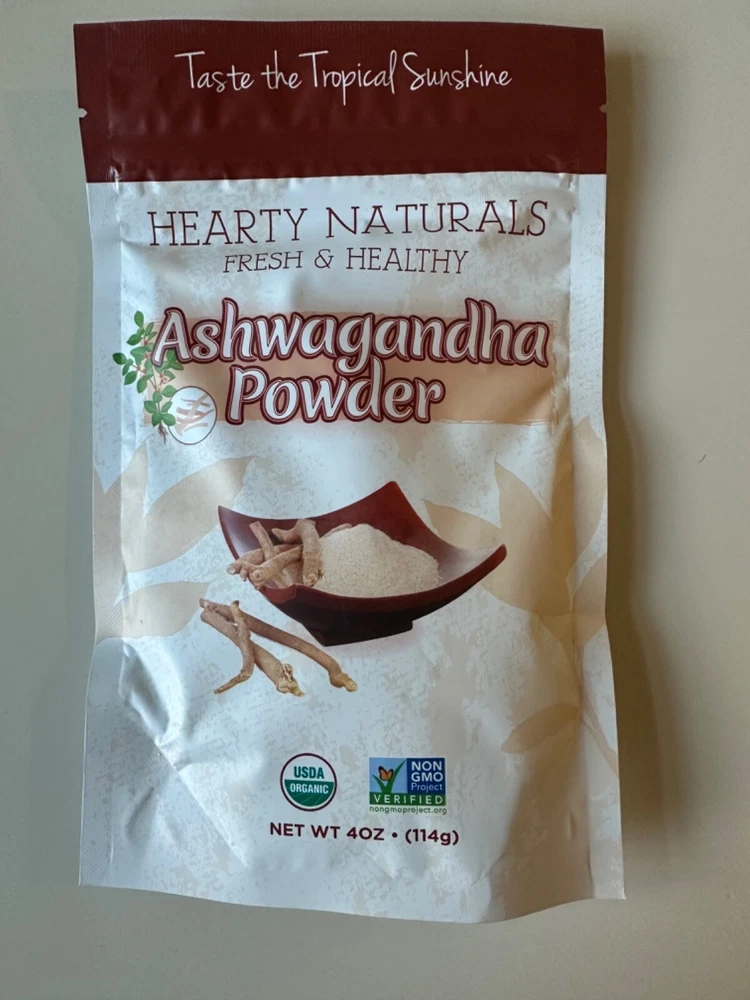 Taste the Tropical Sunshine
HEARTY NATURALS
FRESH & HEALTHY
Ashwagandha
Powder
USDA
ORGANIC
NON
GMO
Project
VERIFIED
nongmoproject.org
NET WT 4OZ • (114g)